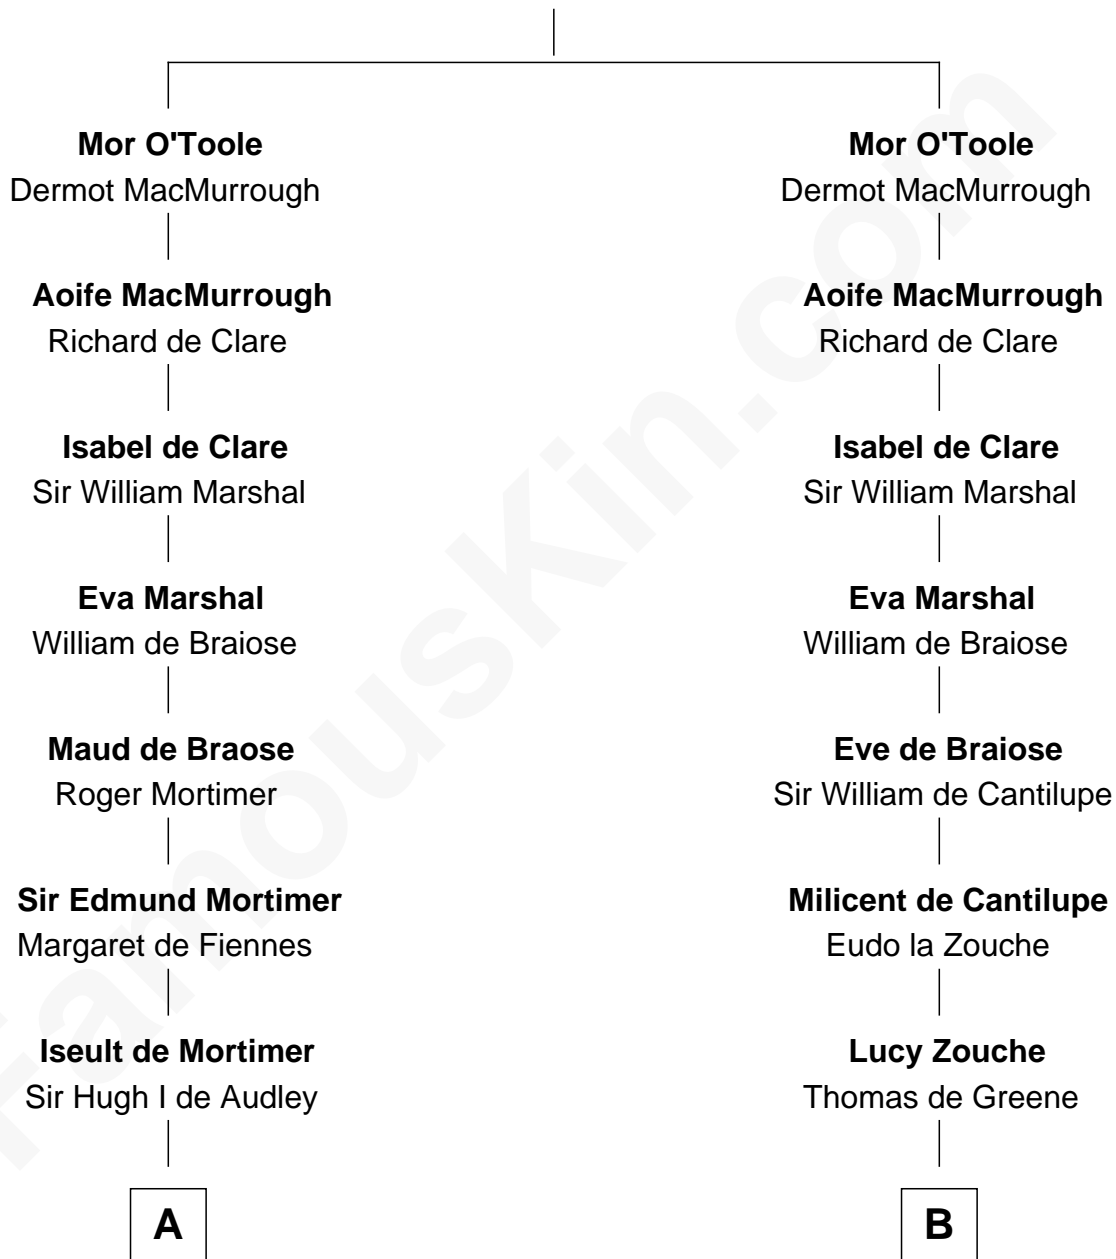 Mor O'Toole
Dermot MacMurrough
Aoife MacMurrough
Richard de Clare
Isabel de Clare
Sir William Marshal
Eva Marshal
William de Braiose
Maud de Braose
Roger Mortimer
Sir Edmund Mortimer
Margaret de Fiennes
Iseult de Mortimer
Sir Hugh I de Audley
A
Mor O'Toole
Dermot MacMurrough
Aoife MacMurrough
Richard de Clare
Isabel de Clare
Sir William Marshal
Eva Marshal
William de Braiose
Eve de Braiose
Sir William de Cantilupe
Milicent de Cantilupe
Eudo la Zouche
Lucy Zouche
Thomas de Greene
B
FamousKin.com